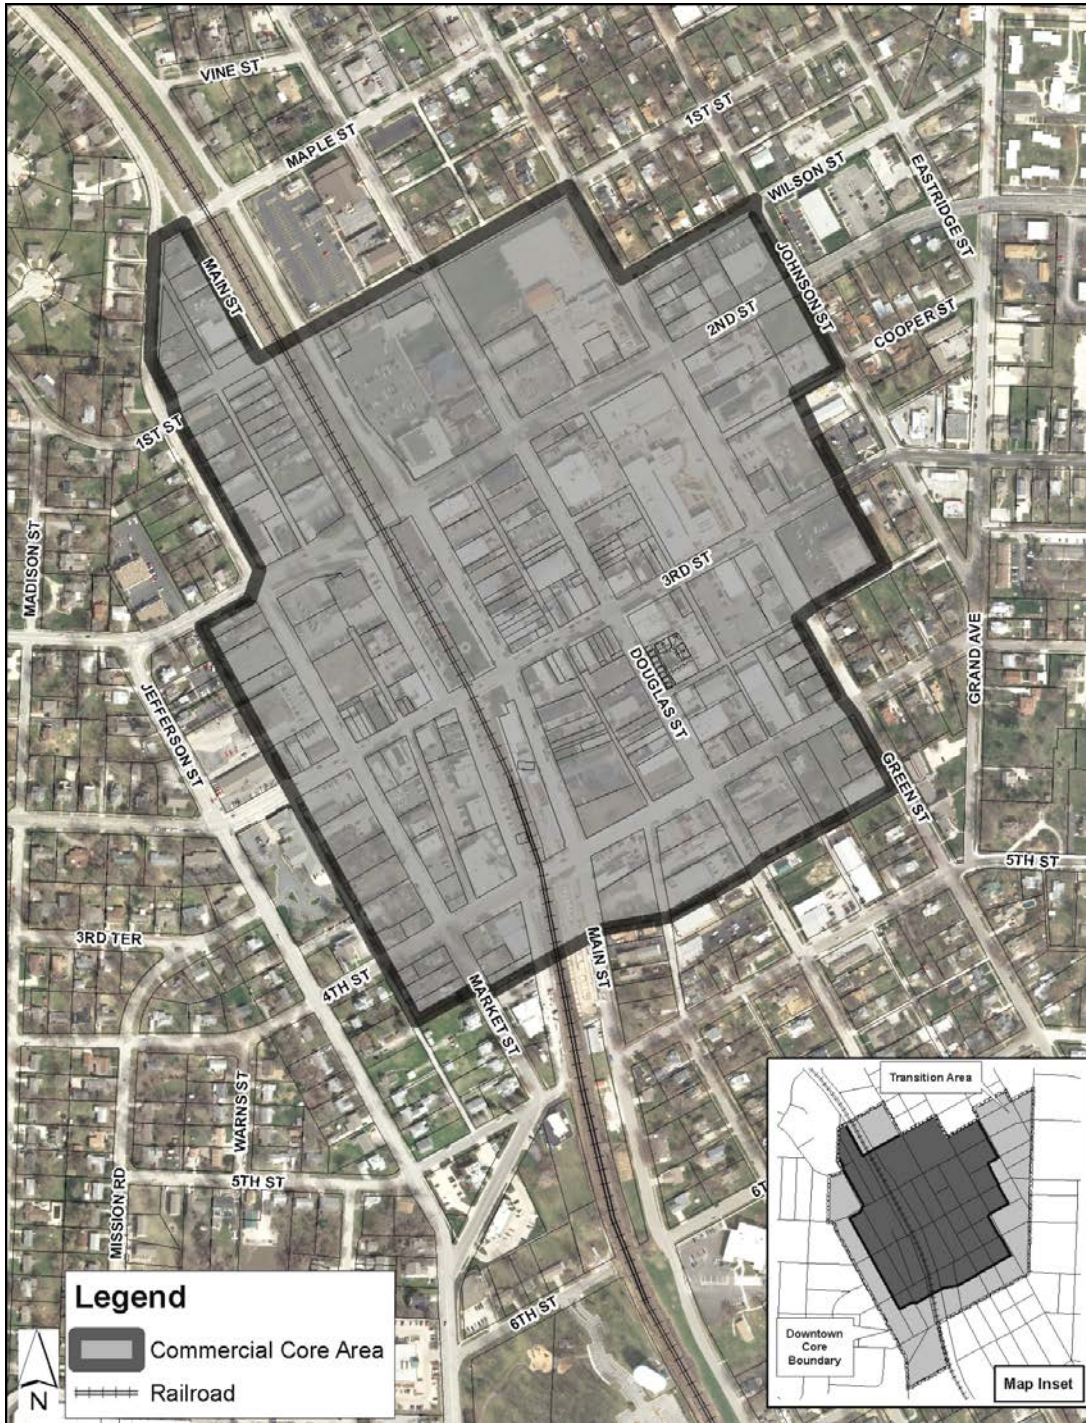 VINE ST
MAPLE ST
1ST ST
WILSON ST
EASTRIDGE ST
MAIN ST
JOHNSON ST
2ND ST
COOPER ST
1ST ST
MADISON ST
3RD ST
DOUGLAS ST
GRAND AVE
JEFFERSON ST
GREEN ST
5TH ST
3RD TER
4TH ST
MAIN ST
MARKET ST
WARNS ST
5TH ST
MISSION RD
6T
6TH ST
Legend
Commercial Core Area
Railroad
N
Transition Area
Downtown
Core
Boundary
Map Inset